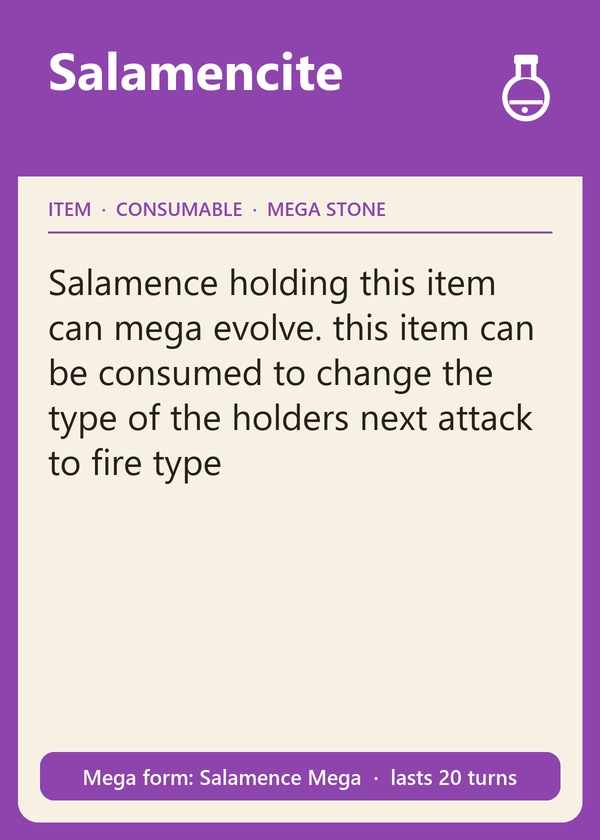 Salamencite
ITEM · CONSUMABLE · MEGA STONE
Salamence holding this item
can mega evolve. this item can
be consumed to change the
type of the holders next attack
to fire type
Mega form: Salamence Mega · lasts 20 turns